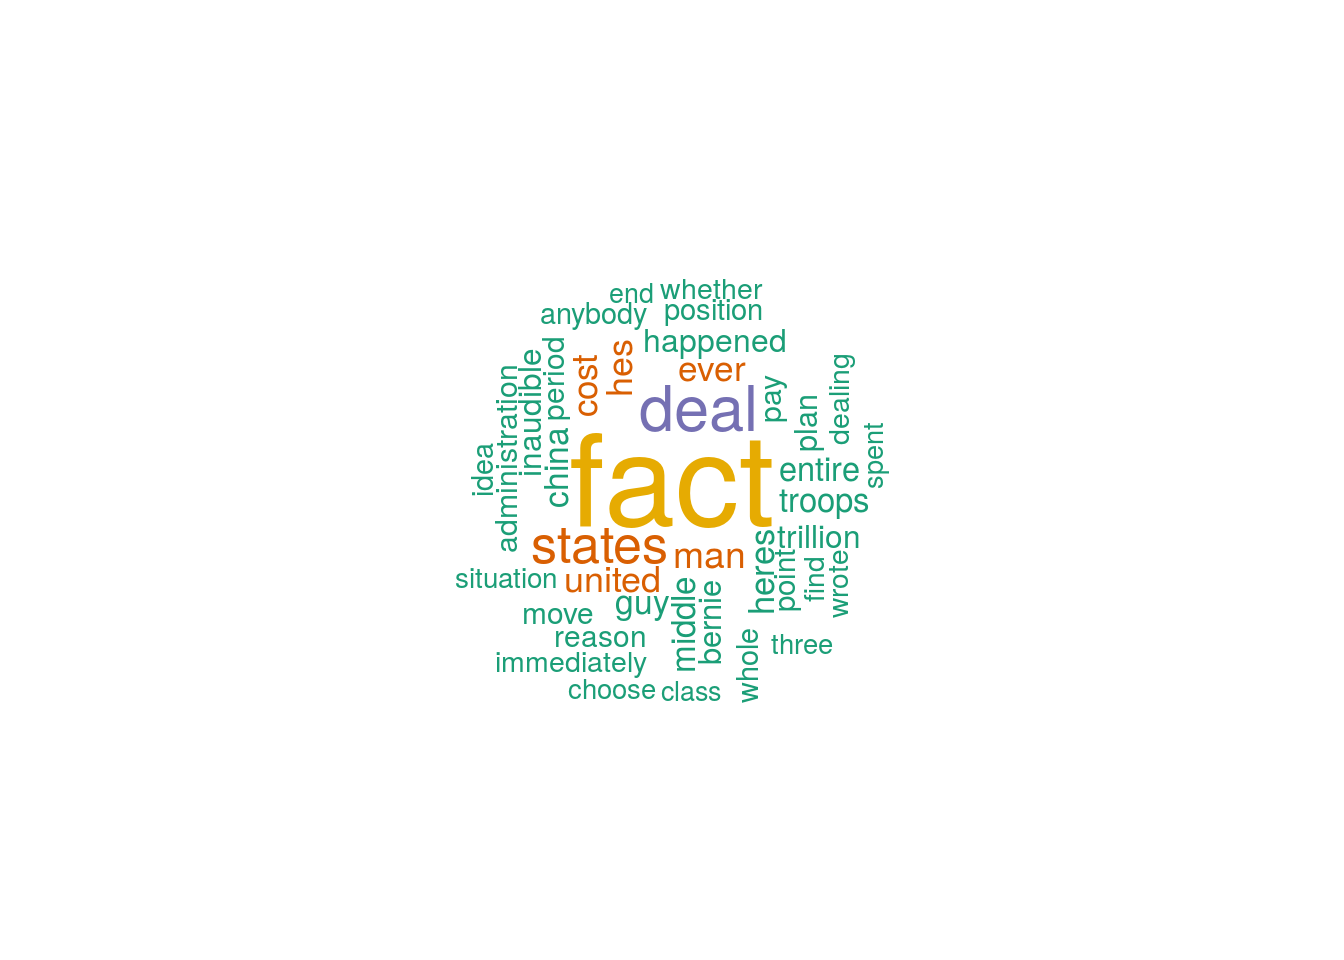 end
whether
anybody
position
happened
period
cost
hes
ever
inaudible
administration
idea
china
deal
pay
plan
dealing
spent
fact
entire
troops
states
man
trillion
heres
point
find
wrote
situation
united
guy
middle
bernie
move
reason
whole
three
immediately
choose
class